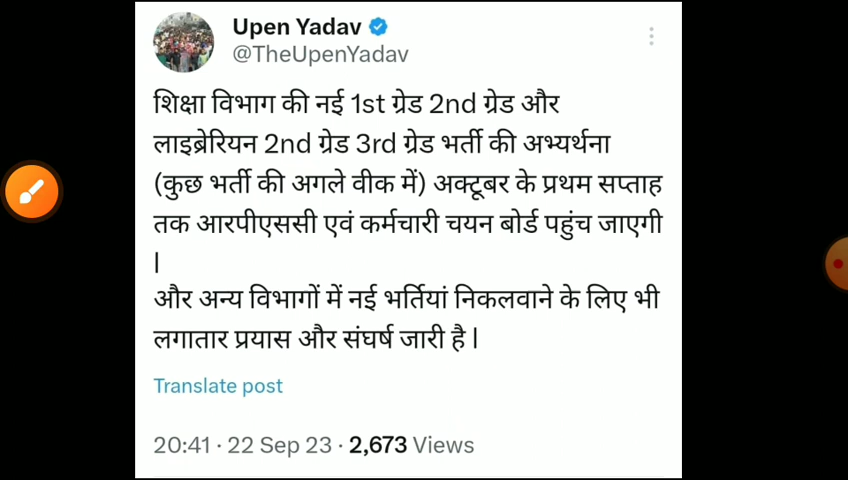 Upen Yadav
@TheUpenYadav
शिक्षा विभाग की नई 1st ग्रेड 2nd ग्रेड और
लाइब्रेरियन 2nd ग्रेड 3rd ग्रेड भर्ती की अभ्यर्थना
(कुछ भर्ती की अगले वीक में) अक्टूबर के प्रथम सप्ताह
तक आरपीएससी एवं कर्मचारी चयन बोर्ड पहुंच जाएगी
|
और अन्य विभागों में नई भर्तियां निकलवाने के लिए भी
लगातार प्रयास और संघर्ष जारी है |
Translate post
20:41 · 22 Sep 23 · 2,673 Views